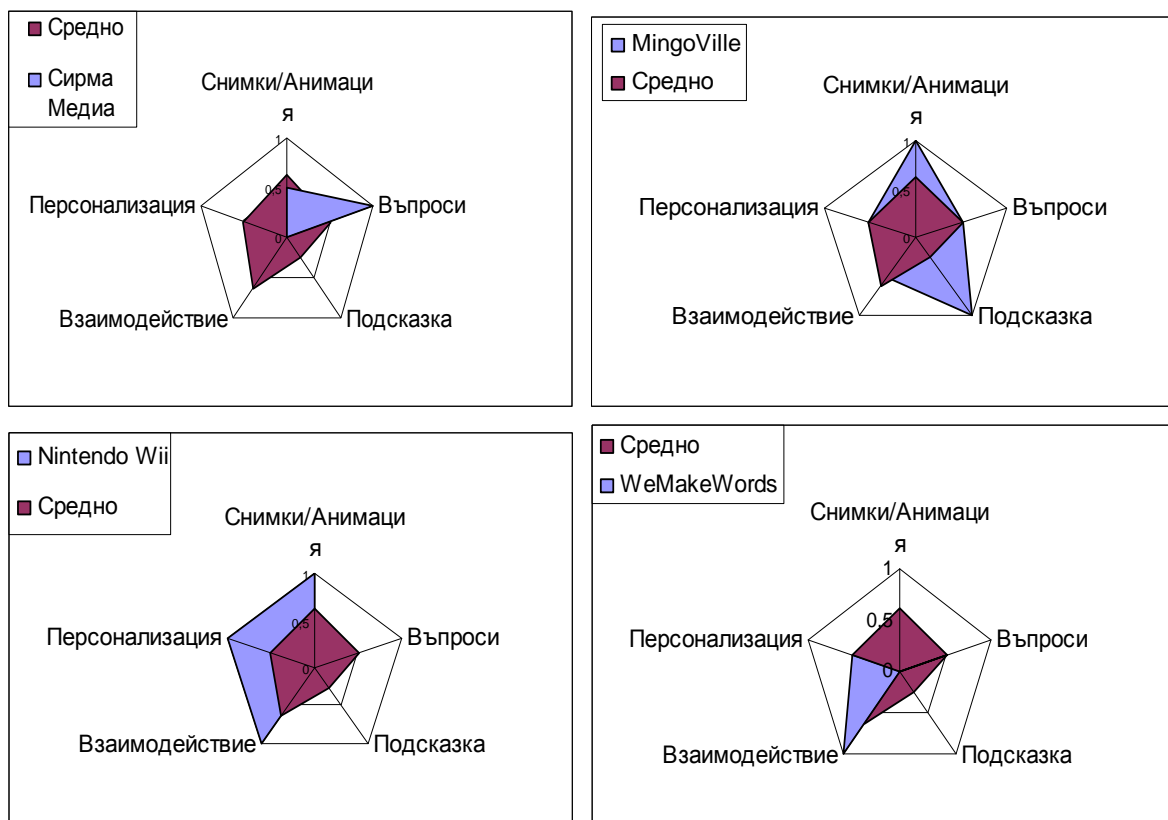 Средно
Сирма
Медиа
Снимки/Анимаци
я
1
0,5
0
Персонализация
Въпроси
Взаимодействие
Подсказка
MingoVille
Средно
Снимки/Анимаци
я
1
0,5
0
Персонализация
Въпроси
Взаимодействие
Подсказка
Nintendo Wii
Средно
Снимки/Анимаци
я
1
0,5
0
Персонализация
Въпроси
Взаимодействие
Подсказка
Средно
WeMakeWords
Снимки/Анимаци
я
1
0,5
0
Персонализация
Въпроси
Взаимодействие
Подсказка